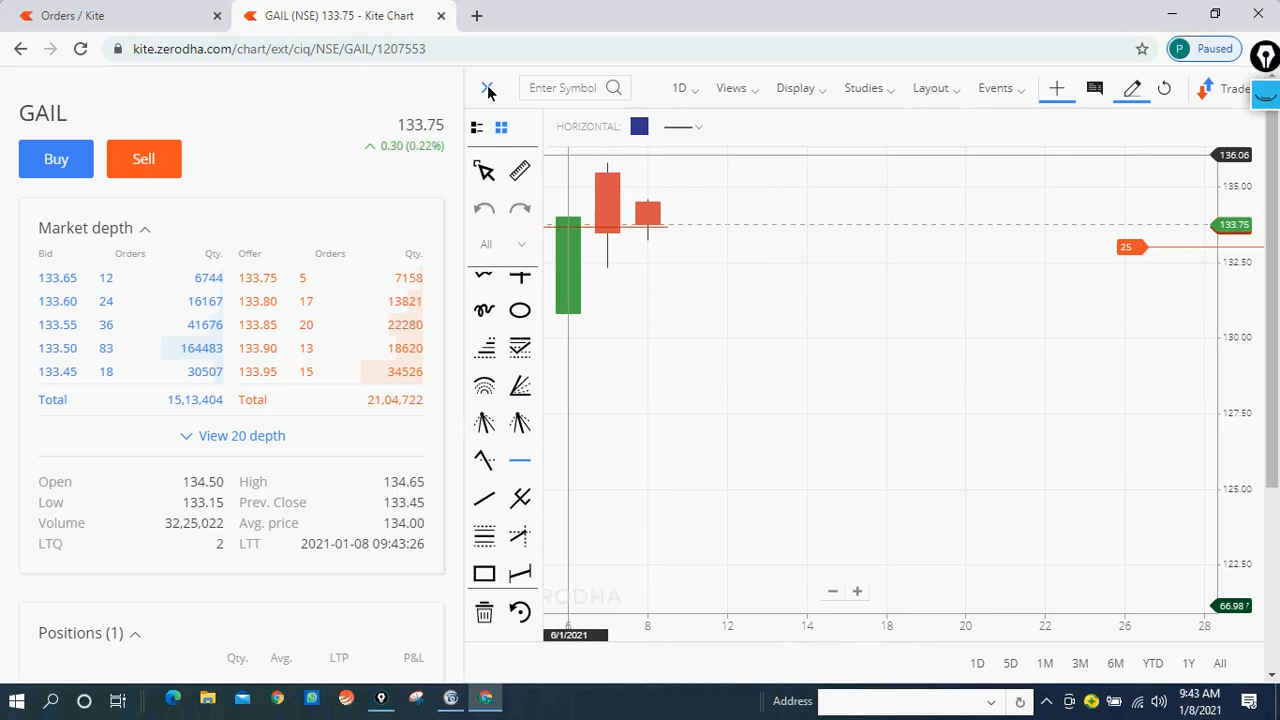 Orders / Kite
GAIL (NSE) 133.75 - Kite Chart
kite.zerodha.com/chart/ext/ciq/NSE/GAIL/1207553
P Paused
GAIL
133.75
0.30 (0.22%)
Buy Sell
Market depth
Bid Orders Qty. Offer Orders Qty.
133.65 12 6744 133.75 5 7158
133.60 24 16167 133.80 17 13821
133.55 36 41676 133.85 20 22280
133.50 83 164483 133.90 13 18620
133.45 18 30507 133.95 15 34526
Total 15,13,404 Total 21,04,722
View 20 depth
Open 134.50 High 134.65
Low 133.15 Prev. Close 133.45
Volume 32,25,022 Avg. price 134.00
LTQ 2 LTT 2021-01-08 09:43:26
Positions (1)
Qty. Avg. LTP P&L
Enter Symbol 1D Views Display Studies Layout Events Trade
HORIZONTAL:
All
136.06
135.00
133.75
25
132.50
130.00
127.50
125.00
122.50
66.98
RODHA
6 8 12 14 18 20 22 26 28
6/1/2021
1D 5D 1M 3M 6M YTD 1Y All
Address
9:43 AM
1/8/2021